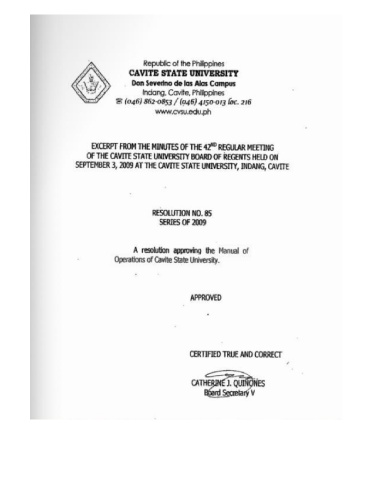 Republic of the Philippines
CAVITE STATE UNIVERSITY
Don Severino de las Alas Campus
Indang, Cavite, Philippines
☏ (046) 862-0853 / (046) 4150-013 loc. 216
www.cvsu.edu.ph
EXCERPT FROM THE MINUTES OF THE 42ND REGULAR MEETING
OF THE CAVITE STATE UNIVERSITY BOARD OF REGENTS HELD ON
SEPTEMBER 3, 2009 AT THE CAVITE STATE UNIVERSITY, INDANG, CAVITE
RESOLUTION NO. 85
SERIES OF 2009
A resolution approving the Manual of
Operations of Cavite State University.
APPROVED
CERTIFIED TRUE AND CORRECT
CATHERINE J. QUIÑONES
Board Secretary V